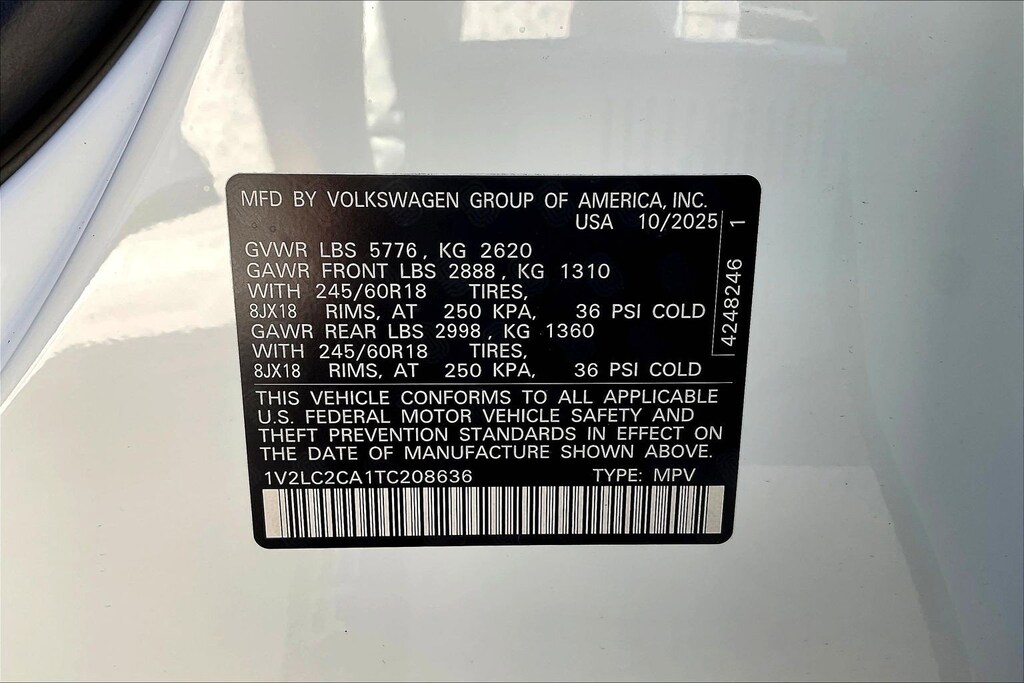 MFD BY VOLKSWAGEN GROUP OF AMERICA, INC.
USA 10/2025
GVWR LBS 5776, KG 2620
GAWR FRONT LBS 2888, KG 1310
WITH 245/60R18 TIRES,
8JX18 RIMS, AT 250 KPA, 36 PSI COLD
GAWR REAR LBS 2998, KG 1360
WITH 245/60R18 TIRES,
8JX18 RIMS, AT 250 KPA, 36 PSI COLD
4248246 1
THIS VEHICLE CONFORMS TO ALL APPLICABLE
U.S. FEDERAL MOTOR VEHICLE SAFETY AND
THEFT PREVENTION STANDARDS IN EFFECT ON
THE DATE OF MANUFACTURE SHOWN ABOVE.
1V2LC2CA1TC208636 TYPE: MPV